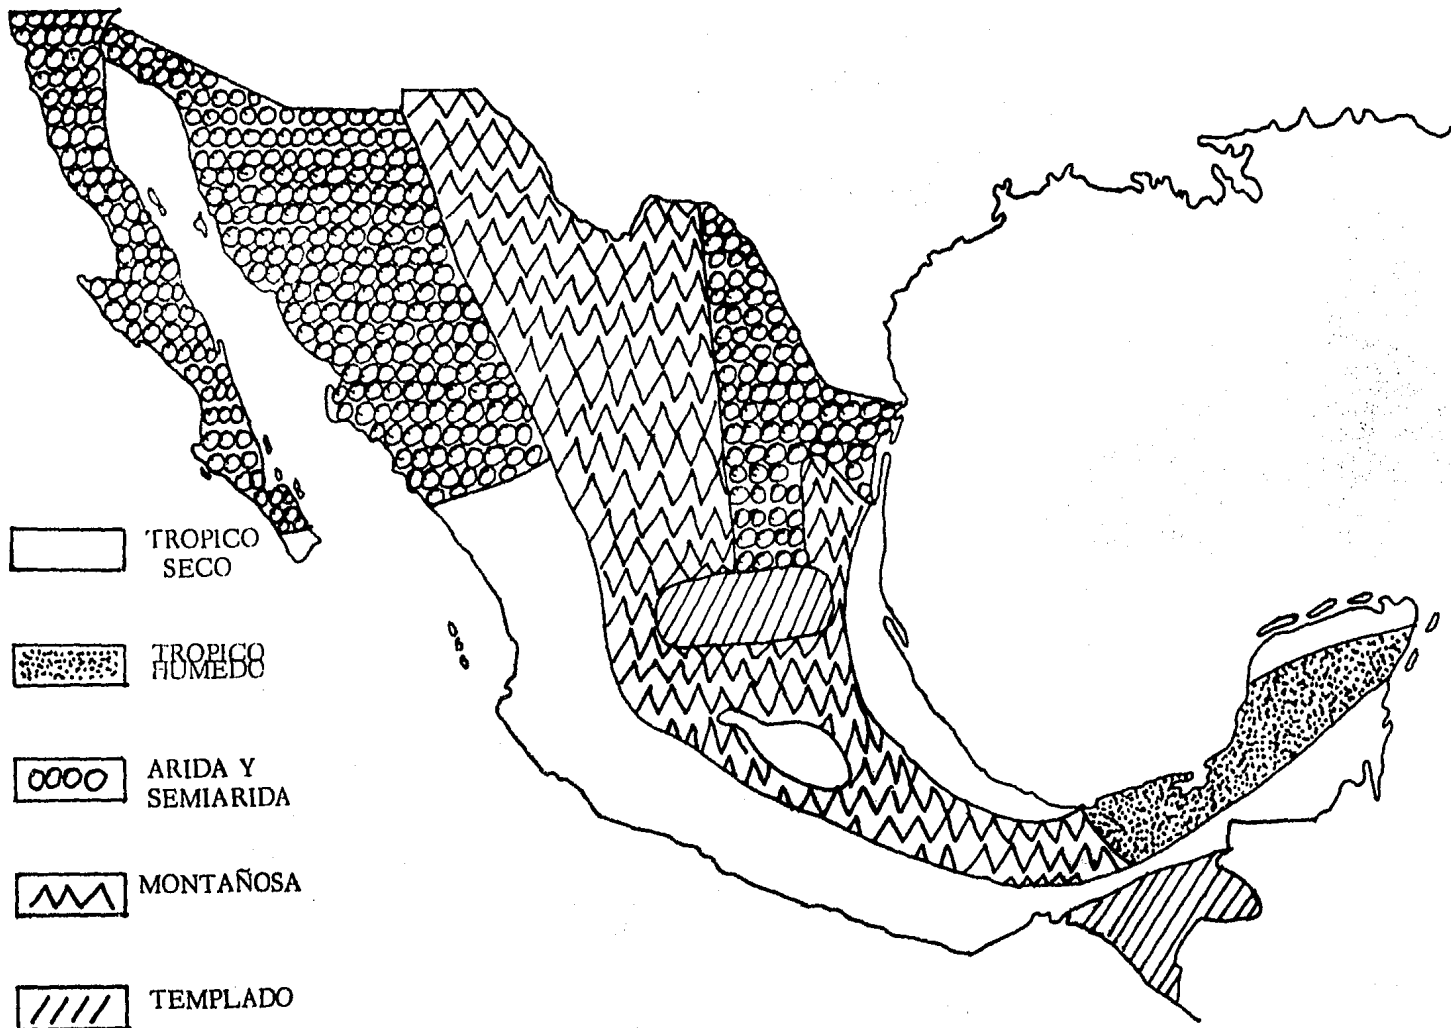 TROPICO
SECO
TROPICO
HUMEDO
ARIDA Y
SEMIARIDA
MONTAÑOSA
TEMPLADO